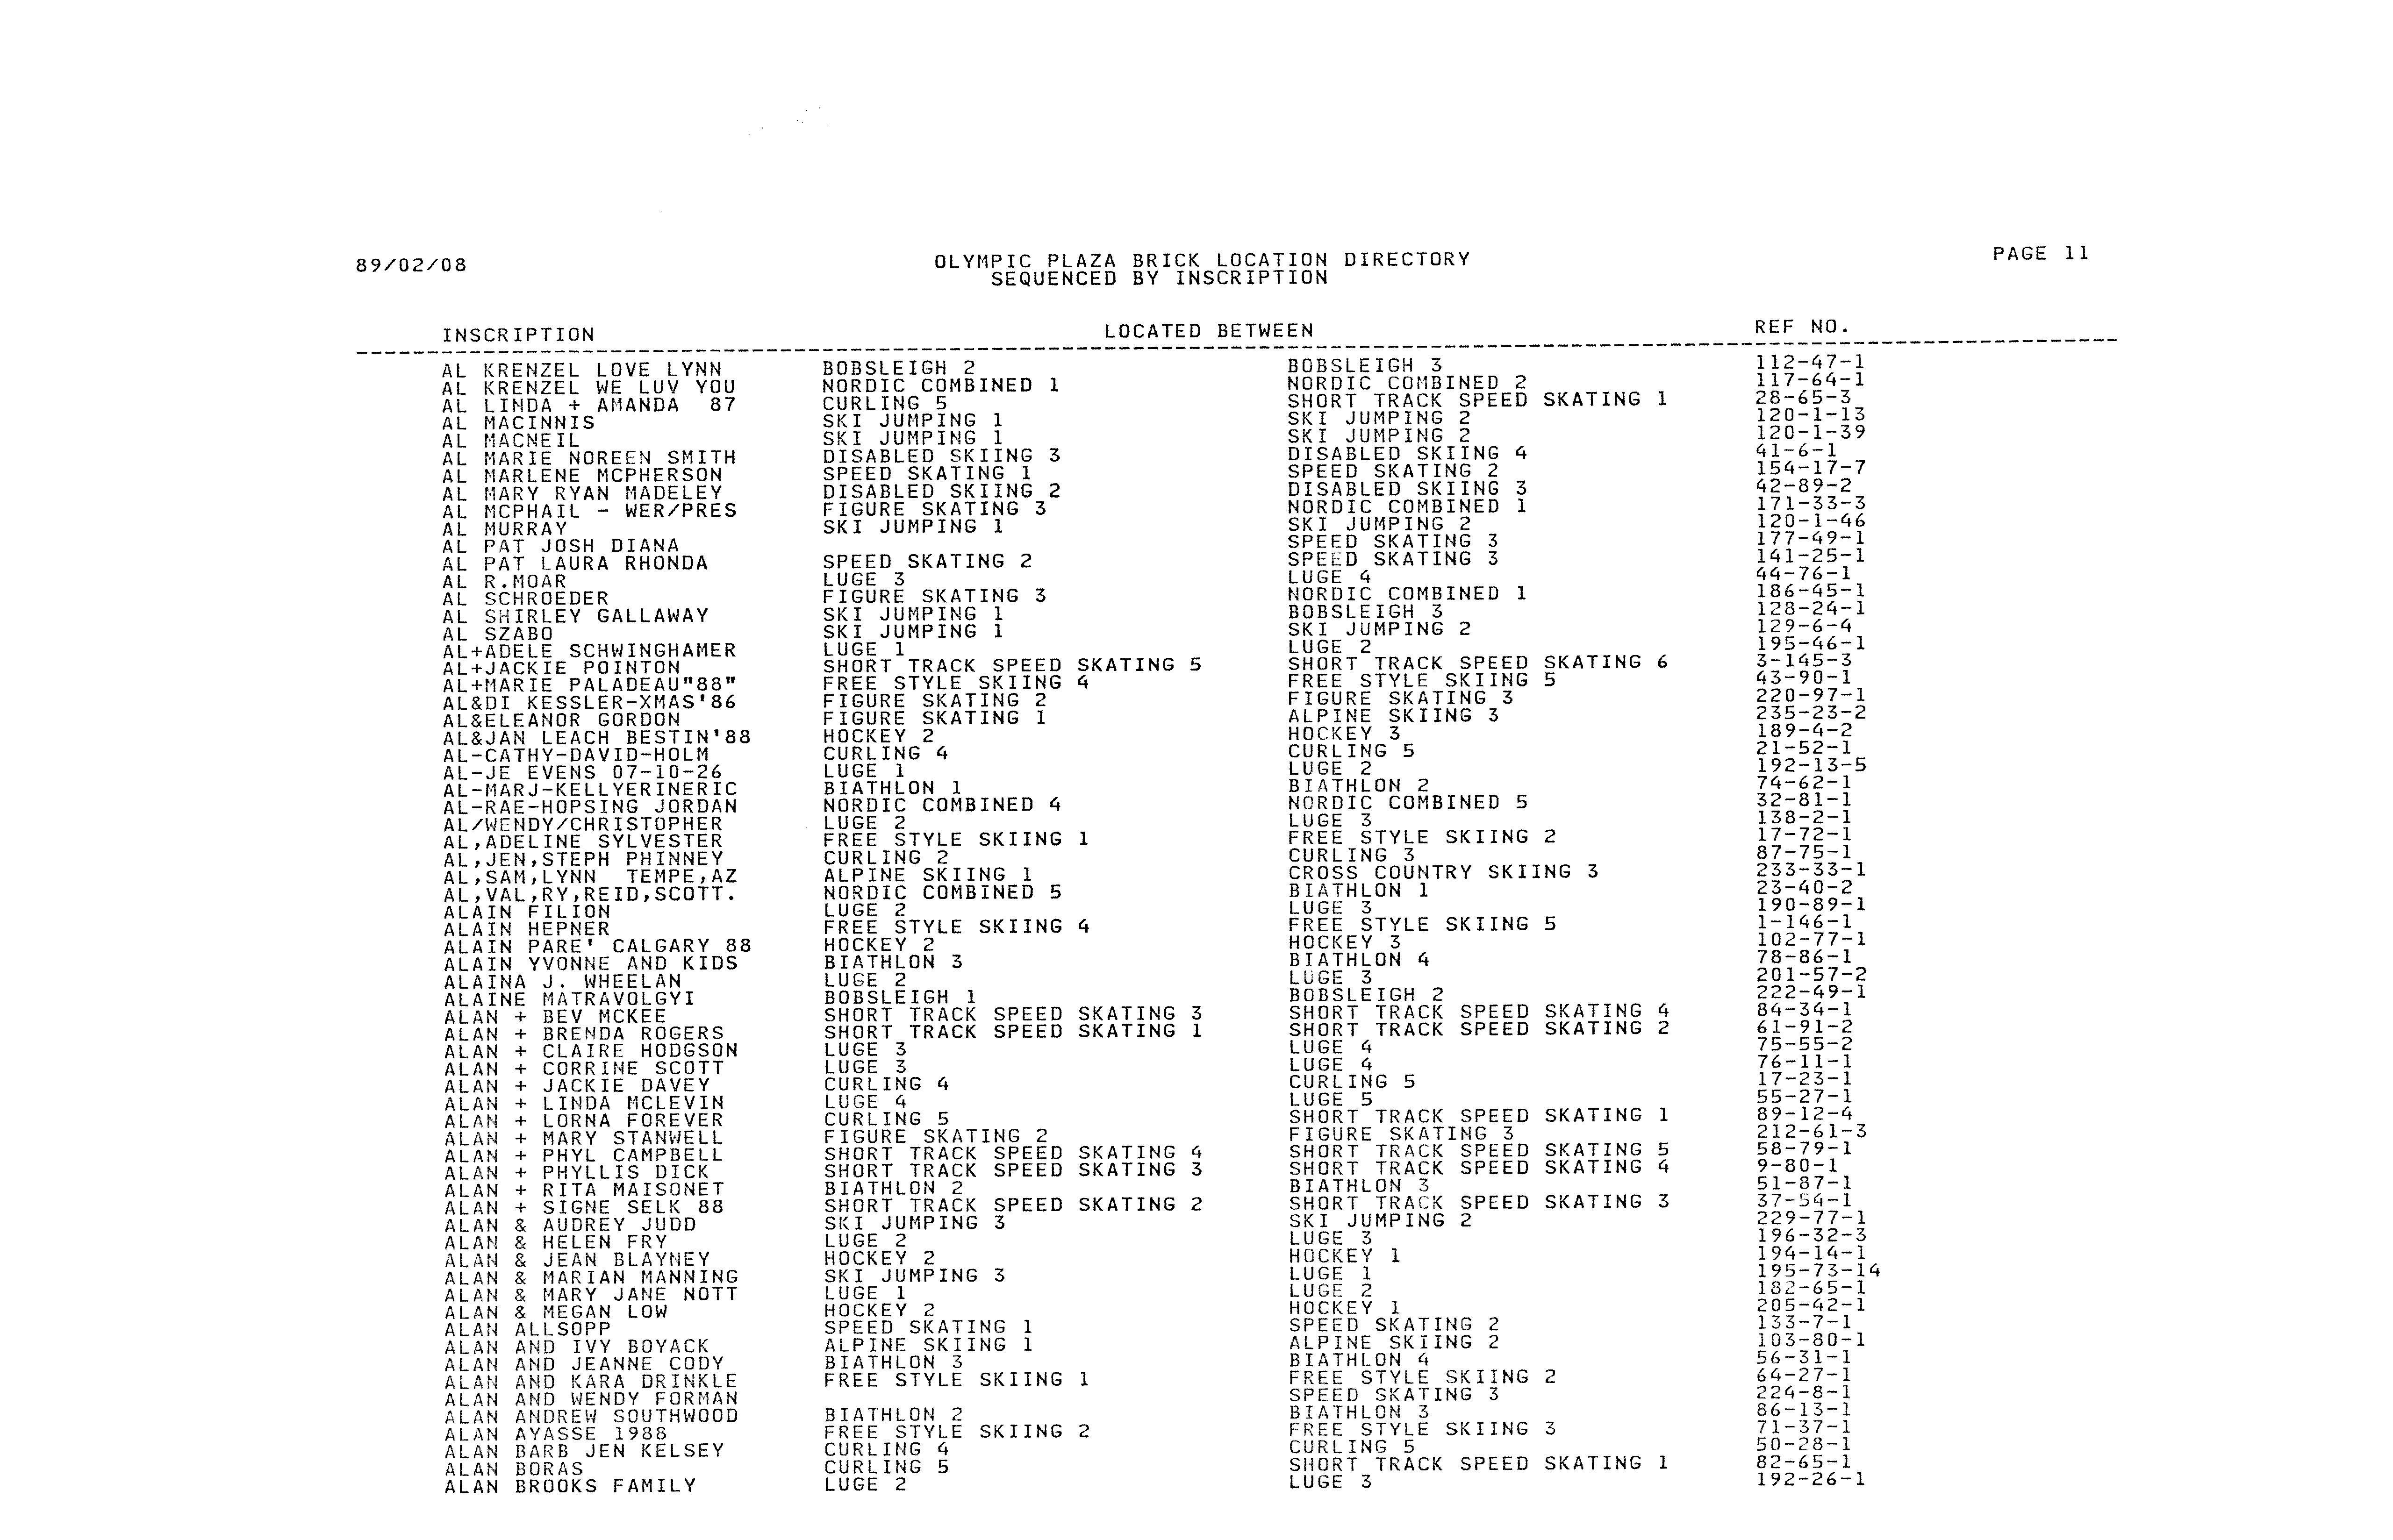 89/02/08 OLYMPIC PLAZA BRICK LOCATION DIRECTORY PAGE 11
SEQUENCED BY INSCRIPTION
INSCRIPTION LOCATED BETWEEN REF NO.
AL KRENZEL LOVE LYNN BOBSLEIGH 2 BOBSLEIGH 3 112-47-1
AL KRENZEL WE LUV YOU NORDIC COMBINED 1 NORDIC COMBINED 2 117-64-1
AL LINDA + AMANDA  87 CURLING 5 SHORT TRACK SPEED SKATING 1 28-65-3
AL MACINNIS SKI JUMPING 1 SKI JUMPING 2 120-1-13
AL MACNEIL SKI JUMPING 1 SKI JUMPING 2 120-1-39
AL MARIE NOREEN SMITH DISABLED SKIING 3 DISABLED SKIING 4 41-6-1
AL MARLENE MCPHERSON SPEED SKATING 1 SPEED SKATING 2 154-17-7
AL MARY RYAN MADELEY DISABLED SKIING 2 DISABLED SKIING 3 42-89-2
AL MCPHAIL - WER/PRES FIGURE SKATING 3 NORDIC COMBINED 1 171-33-3
AL MURRAY SKI JUMPING 1 SKI JUMPING 2 120-1-46
AL PAT JOSH DIANA SPEED SKATING 3 177-49-1
AL PAT LAURA RHONDA SPEED SKATING 2 SPEED SKATING 3 141-25-1
AL R.MOAR LUGE 3 LUGE 4 44-76-1
AL SCHROEDER FIGURE SKATING 3 NORDIC COMBINED 1 186-45-1
AL SHIRLEY GALLAWAY SKI JUMPING 1 BOBSLEIGH 3 128-24-1
AL SZABO SKI JUMPING 1 SKI JUMPING 2 129-6-4
AL+ADELE SCHWINGHAMER LUGE 1 LUGE 2 195-46-1
AL+JACKIE POINTON SHORT TRACK SPEED SKATING 5 SHORT TRACK SPEED SKATING 6 3-145-3
AL+MARIE PALADEAU"88" FREE STYLE SKIING 4 FREE STYLE SKIING 5 43-90-1
AL&DI KESSLER-XMAS'86 FIGURE SKATING 2 FIGURE SKATING 3 220-97-1
AL&ELEANOR GORDON FIGURE SKATING 1 ALPINE SKIING 3 235-23-2
AL&JAN LEACH BESTIN'88 HOCKEY 2 HOCKEY 3 189-4-2
AL-CATHY-DAVID-HOLM CURLING 4 CURLING 5 21-52-1
AL-JE EVENS 07-10-26 LUGE 1 LUGE 2 192-13-5
AL-MARJ-KELLYERINERIC BIATHLON 1 BIATHLON 2 74-62-1
AL-RAE-HOPSING JORDAN NORDIC COMBINED 4 NORDIC COMBINED 5 32-81-1
AL/WENDY/CHRISTOPHER LUGE 2 LUGE 3 138-2-1
AL,ADELINE SYLVESTER FREE STYLE SKIING 1 FREE STYLE SKIING 2 17-72-1
AL,JEN,STEPH PHINNEY CURLING 2 CURLING 3 87-75-1
AL,SAM,LYNN  TEMPE,AZ ALPINE SKIING 1 CROSS COUNTRY SKIING 3 233-33-1
AL,VAL,RY,REID,SCOTT. NORDIC COMBINED 5 BIATHLON 1 23-40-2
ALAIN FILION LUGE 2 LUGE 3 190-89-1
ALAIN HEPNER FREE STYLE SKIING 4 FREE STYLE SKIING 5 1-146-1
ALAIN PARE' CALGARY 88 HOCKEY 2 HOCKEY 3 102-77-1
ALAIN YVONNE AND KIDS BIATHLON 3 BIATHLON 4 78-86-1
ALAINA J. WHEELAN LUGE 2 LUGE 3 201-57-2
ALAINE MATRAVOLGYI BOBSLEIGH 1 BOBSLEIGH 2 222-49-1
ALAN + BEV MCKEE SHORT TRACK SPEED SKATING 3 SHORT TRACK SPEED SKATING 4 84-34-1
ALAN + BRENDA ROGERS SHORT TRACK SPEED SKATING 1 SHORT TRACK SPEED SKATING 2 61-91-2
ALAN + CLAIRE HODGSON LUGE 3 LUGE 4 75-55-2
ALAN + CORRINE SCOTT LUGE 3 LUGE 4 76-11-1
ALAN + JACKIE DAVEY CURLING 4 CURLING 5 17-23-1
ALAN + LINDA MCLEVIN LUGE 4 LUGE 5 55-27-1
ALAN + LORNA FOREVER CURLING 5 SHORT TRACK SPEED SKATING 1 89-12-4
ALAN + MARY STANWELL FIGURE SKATING 2 FIGURE SKATING 3 212-61-3
ALAN + PHYL CAMPBELL SHORT TRACK SPEED SKATING 4 SHORT TRACK SPEED SKATING 5 58-79-1
ALAN + PHYLLIS DICK SHORT TRACK SPEED SKATING 3 SHORT TRACK SPEED SKATING 4 9-80-1
ALAN + RITA MAISONET BIATHLON 2 BIATHLON 3 51-87-1
ALAN + SIGNE SELK 88 SHORT TRACK SPEED SKATING 2 SHORT TRACK SPEED SKATING 3 37-54-1
ALAN & AUDREY JUDD SKI JUMPING 3 SKI JUMPING 2 229-77-1
ALAN & HELEN FRY LUGE 2 LUGE 3 196-32-3
ALAN & JEAN BLAYNEY HOCKEY 2 HOCKEY 1 194-14-1
ALAN & MARIAN MANNING SKI JUMPING 3 LUGE 1 195-73-14
ALAN & MARY JANE NOTT LUGE 1 LUGE 2 182-65-1
ALAN & MEGAN LOW HOCKEY 2 HOCKEY 1 205-42-1
ALAN ALLSOPP SPEED SKATING 1 SPEED SKATING 2 133-7-1
ALAN AND IVY BOYACK ALPINE SKIING 1 ALPINE SKIING 2 103-80-1
ALAN AND JEANNE CODY BIATHLON 3 BIATHLON 4 56-31-1
ALAN AND KARA DRINKLE FREE STYLE SKIING 1 FREE STYLE SKIING 2 64-27-1
ALAN AND WENDY FORMAN SPEED SKATING 3 224-8-1
ALAN ANDREW SOUTHWOOD BIATHLON 2 BIATHLON 3 86-13-1
ALAN AYASSE 1988 FREE STYLE SKIING 2 FREE STYLE SKIING 3 71-37-1
ALAN BARB JEN KELSEY CURLING 4 CURLING 5 50-28-1
ALAN BORAS CURLING 5 SHORT TRACK SPEED SKATING 1 82-65-1
ALAN BROOKS FAMILY LUGE 2 LUGE 3 192-26-1